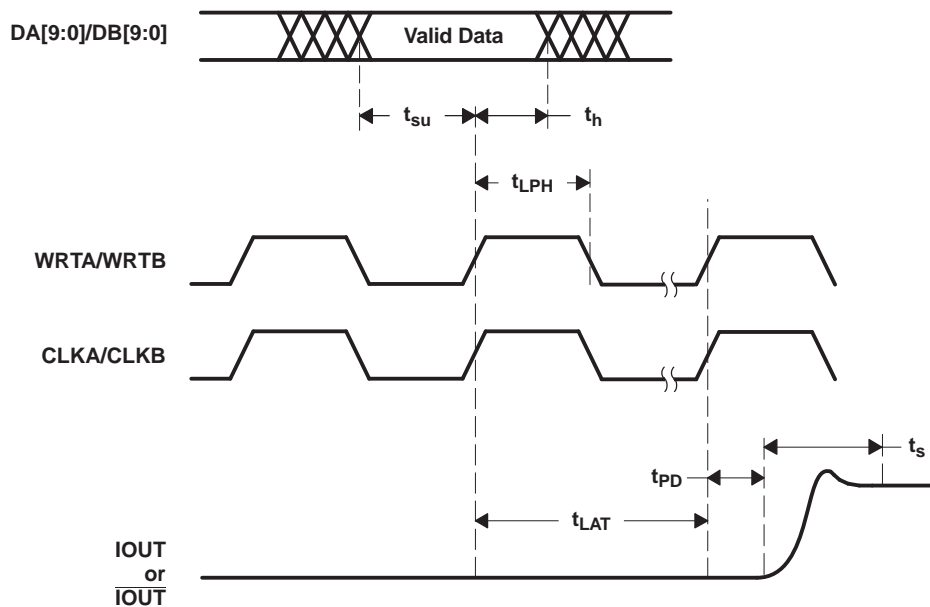 DA[9:0]/DB[9:0]
Valid Data
tsu
th
tLPH
WRTA/WRTB
CLKA/CLKB
ts
tPD
tLAT
IOUT
or
IOUT